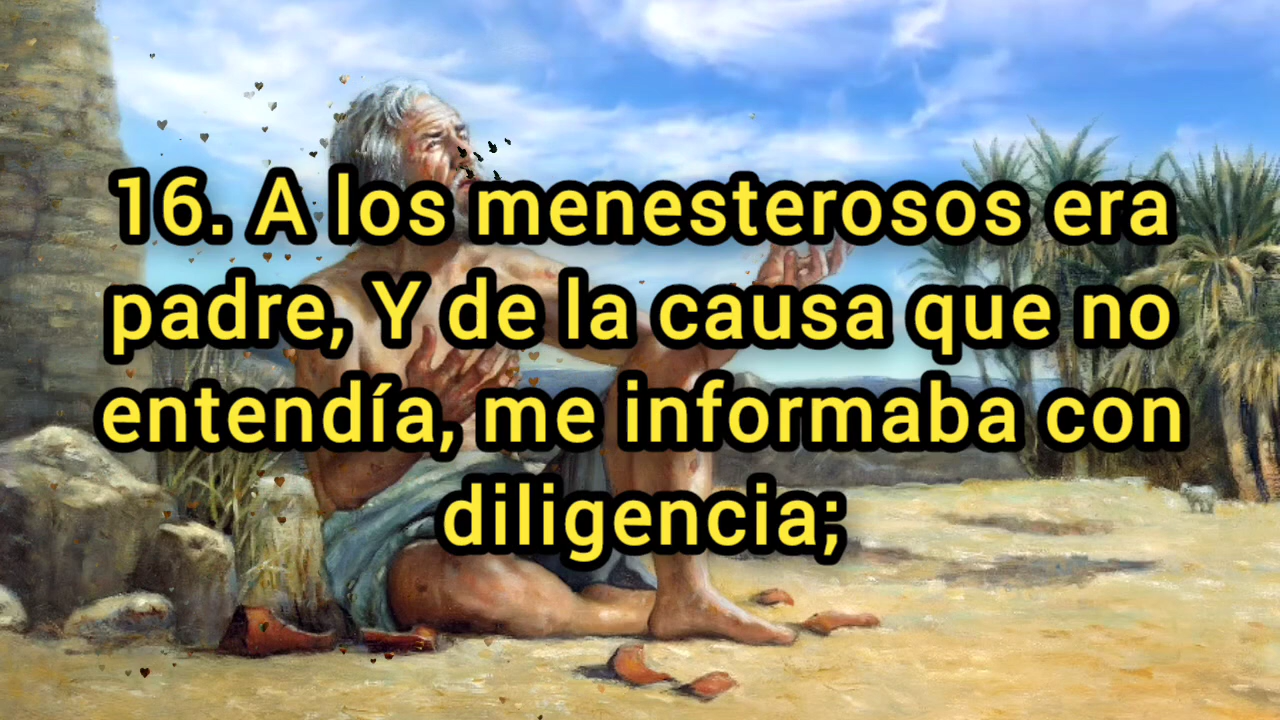 16. A los menesterosos era
padre, Y de la causa que no
entendía, me informaba con
diligencia;